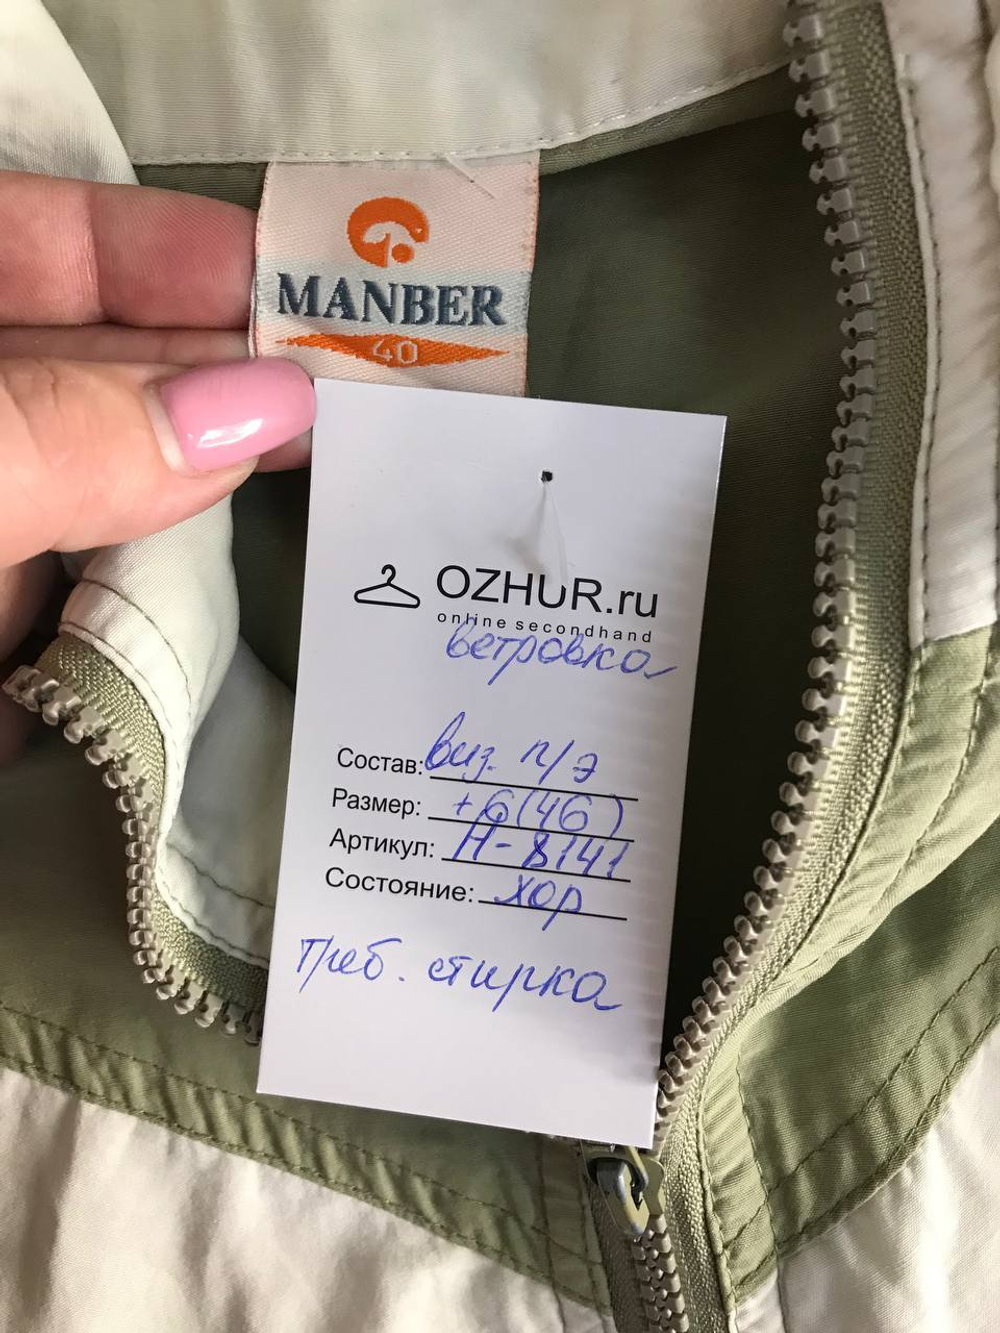 MANBER
40
OZHUR.ru
online secondhand
ветровка
Состав: виз. п/э
Размер: +6(46)
Артикул: Н-8141
Состояние: хор
треб. стирка